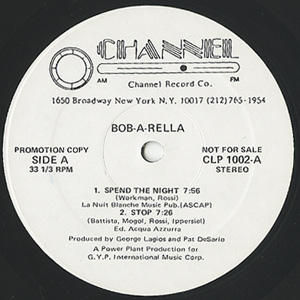 CHANNEL
AM FM
Channel Record Co.
1650 Broadway New York N.Y. 10017 (212)765-1954
BOB-A-RELLA
PROMOTION COPY
SIDE A
33 1/3 RPM
NOT FOR SALE
CLP 1002-A
STEREO
1. SPEND THE NIGHT 7:56
(Workman, Rossi)
La Nuit Blanche Music Pub.(ASCAP)
2. STOP 7:26
(Battista, Mogol, Rossi, Ippersiel)
Ed. Acqua Azzurra
Produced by George Lagios and Pat DeSario
A Power Plant Production for
G.Y.P. International Music Corp.